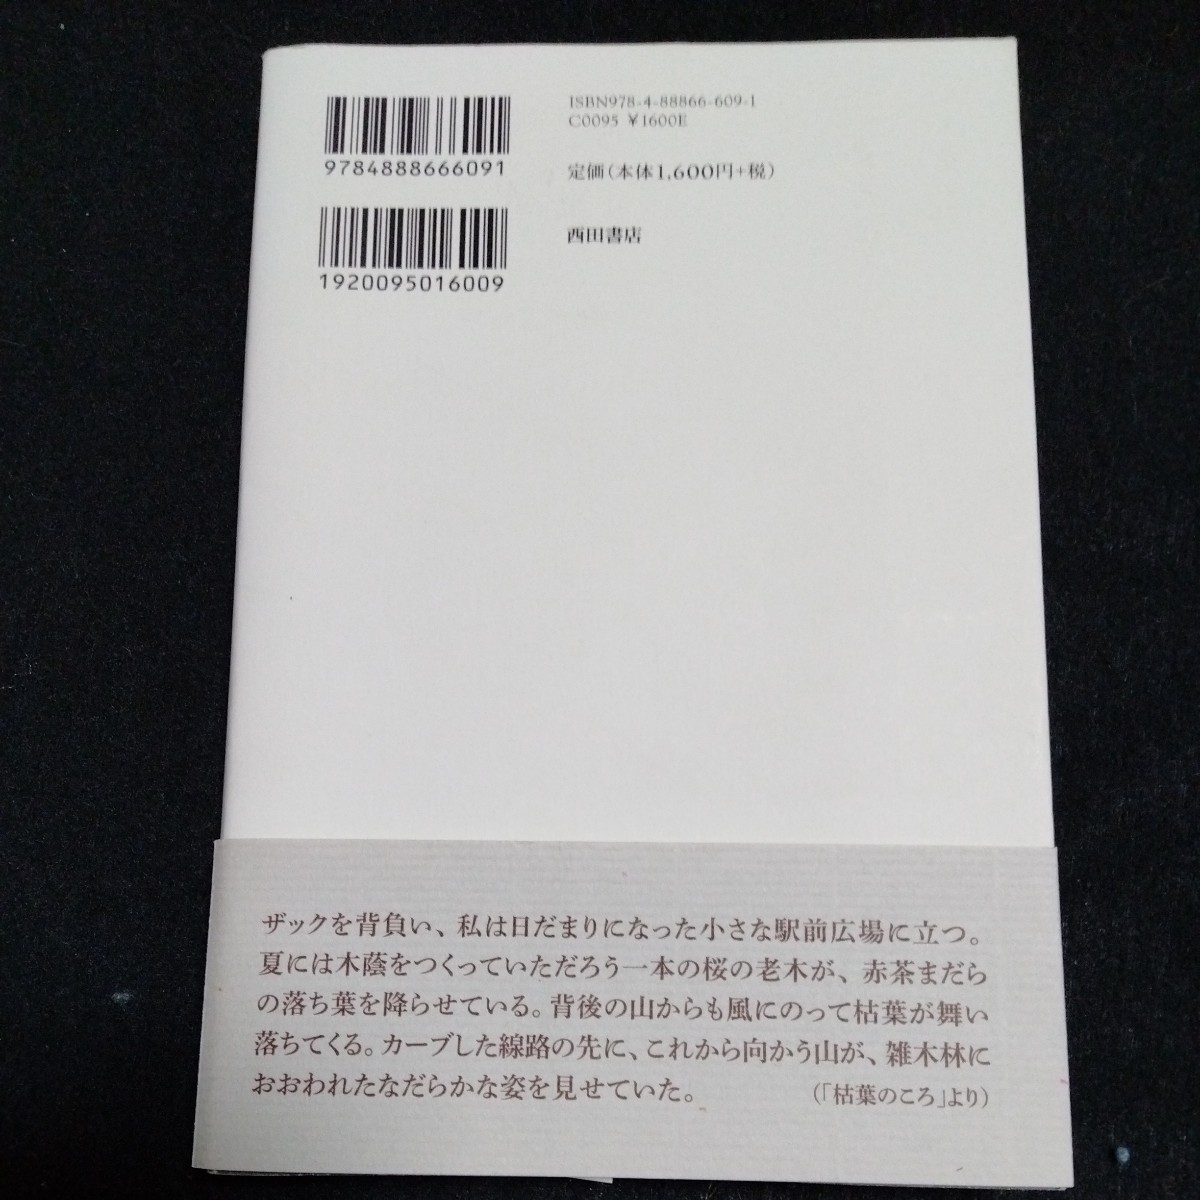 ISBN978-4-88866-609-1
C0095 ¥1600E
9784888666091
定価(本体1,600円+税)
西田書店
1920095016009
ザックを背負い、私は日だまりになった小さな駅前広場に立つ。
夏には木蔭をつくっていただろう一本の桜の老木が、赤茶まだら
の落ち葉を降らせている。背後の山からも風にのって枯葉が舞い
落ちてくる。カーブした線路の先に、これから向かう山が、雑木林に
おおわれたなだらかな姿を見せていた。
(「枯葉のころ」より)